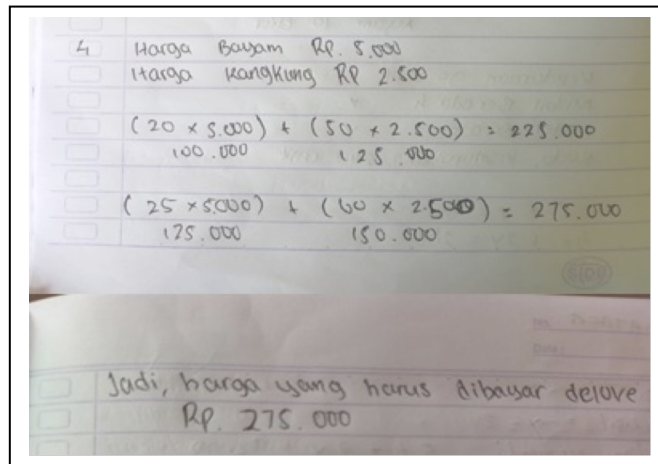 4 Harga Bayam Rp. 5.000
Harga Kangkung Rp 2.500
(20 × 5.000) + (50 × 2.500) = 225.000
100.000 125.000
(25 × 5.000) + (60 × 2.500) = 275.000
125.000 150.000
SIDU
Jadi, harga yang harus dibayar delove
Rp. 275.000